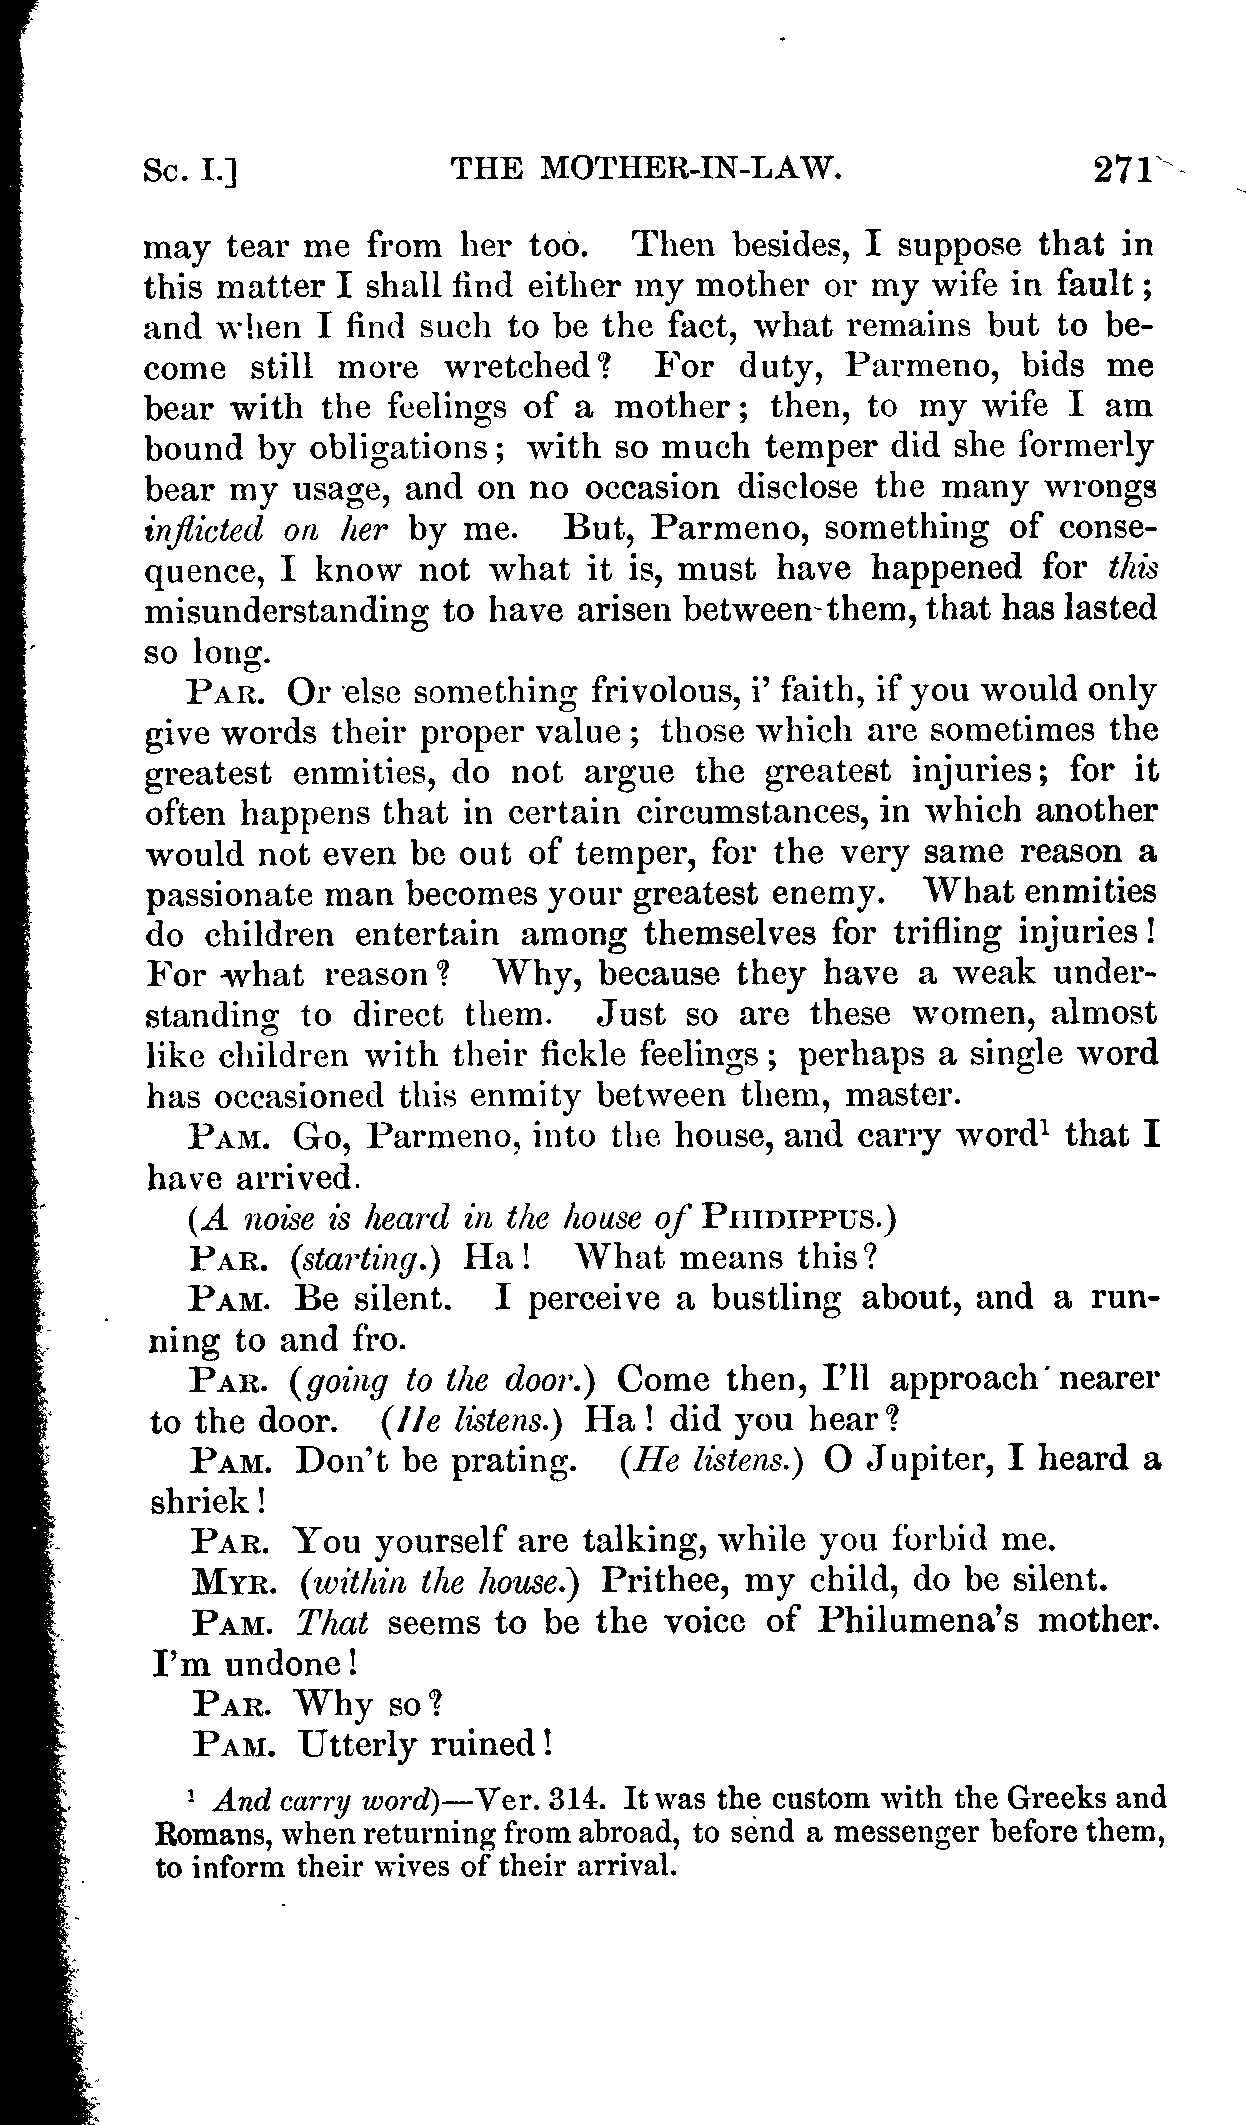 Sc. I.] THE MOTHER-IN-LAW. 271
may tear me from her too. Then besides, I suppose that in
this matter I shall find either my mother or my wife in fault;
and when I find such to be the fact, what remains but to be-
come still more wretched? For duty, Parmeno, bids me
bear with the feelings of a mother; then, to my wife I am
bound by obligations; with so much temper did she formerly
bear my usage, and on no occasion disclose the many wrongs
inflicted on her by me. But, Parmeno, something of conse-
quence, I know not what it is, must have happened for this
misunderstanding to have arisen between them, that has lasted
so long.
PAR. Or else something frivolous, i' faith, if you would only
give words their proper value; those which are sometimes the
greatest enmities, do not argue the greatest injuries; for it
often happens that in certain circumstances, in which another
would not even be out of temper, for the very same reason a
passionate man becomes your greatest enemy. What enmities
do children entertain among themselves for trifling injuries!
For what reason? Why, because they have a weak under-
standing to direct them. Just so are these women, almost
like children with their fickle feelings; perhaps a single word
has occasioned this enmity between them, master.
PAM. Go, Parmeno, into the house, and carry word¹ that I
have arrived.
(A noise is heard in the house of PHIDIPPUS.)
PAR. (starting.) Ha! What means this?
PAM. Be silent. I perceive a bustling about, and a run-
ning to and fro.
PAR. (going to the door.) Come then, I'll approach nearer
to the door. (He listens.) Ha! did you hear?
PAM. Don't be prating. (He listens.) O Jupiter, I heard a
shriek!
PAR. You yourself are talking, while you forbid me.
MYR. (within the house.) Prithee, my child, do be silent.
PAM. That seems to be the voice of Philumena's mother.
I'm undone!
PAR. Why so?
PAM. Utterly ruined!
¹ And carry word)—Ver. 314. It was the custom with the Greeks and
Romans, when returning from abroad, to send a messenger before them,
to inform their wives of their arrival.